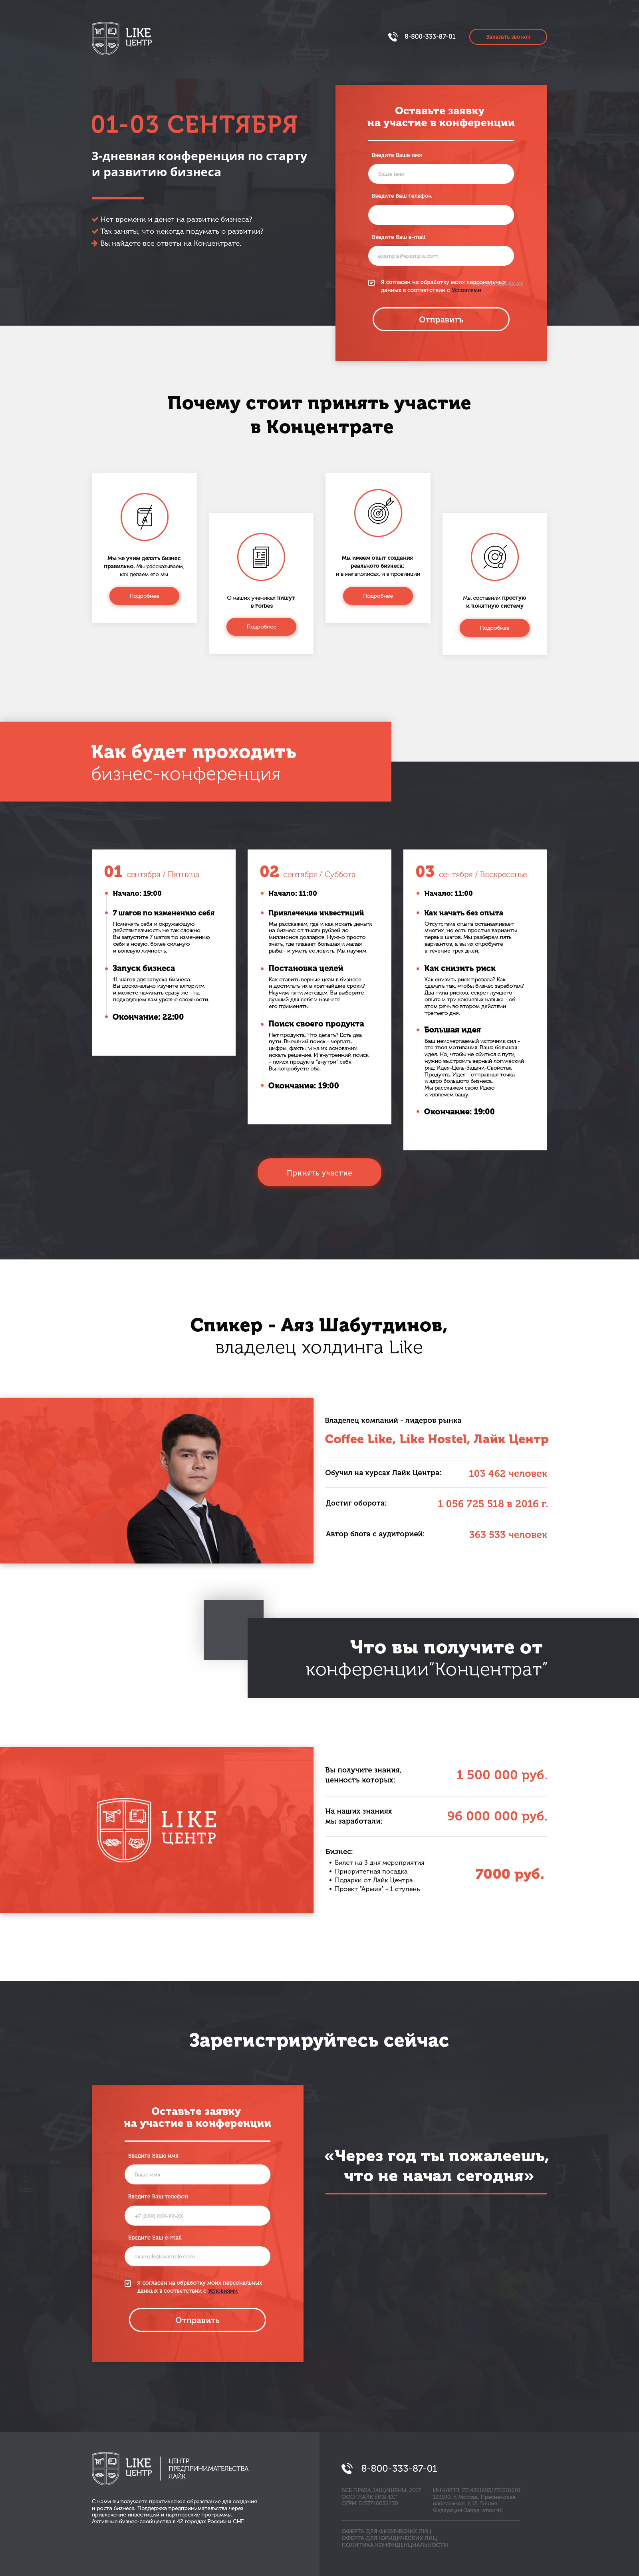 LIKE
ЦЕНТР
8-800-333-87-01
Заказать звонок
01-03 СЕНТЯБРЯ
3-дневная конференция по старту
и развитию бизнеса
Нет времени и денег на развитие бизнеса?
Так заняты, что некогда подумать о развитии?
Вы найдете все ответы на Концентрате.
Оставьте заявку
на участие в конференции
Введите Ваше имя
Ваше имя
Введите Ваш телефон
Введите Ваш e-mail
example@example.com
Я согласен на обработку моих персональных
данных в соответствии с Условиями
Отправить
Почему стоит принять участие
в Концентрате
Мы не учим делать бизнес
правильно. Мы рассказываем,
как делаем его мы
Подробнее
О наших учениках пишут
в Forbes
Подробнее
Мы имеем опыт создания
реального бизнеса:
и в мегаполисах, и в провинции
Подробнее
Мы составили простую
и понятную систему
Подробнее
Как будет проходить
бизнес-конференция
01 сентября / Пятница
Начало: 19:00
7 шагов по изменению себя
Поменять себя и окружающую
действительность не так сложно.
Вы запустите 7 шагов по изменению
себя в новую, более сильную
и волевую личность.
Запуск бизнеса
11 шагов для запуска бизнеса.
Вы досконально изучите алгоритм
и можете начинать сразу же - на
подходящем вам уровне сложности.
Окончание: 22:00
02 сентября / Суббота
Начало: 11:00
Привлечение инвестиций
Мы расскажем, где и как искать деньги
на бизнес: от тысяч рублей до
миллионов долларов. Нужно просто
знать, где плавает большая и малая
рыба - и уметь ее ловить. Мы научим.
Постановка целей
Как ставить верные цели в бизнесе
и достигать их в кратчайшие сроки?
Научим пяти методам. Вы выберите
лучший для себя и начнете
его применять.
Поиск своего продукта
Нет продукта. Что делать? Есть два
пути. Внешний поиск - черпать
цифры, факты, и на их основании
искать решение. И внутренний поиск
- поиск продукта "внутри" себя.
Вы попробуете оба.
Окончание: 19:00
03 сентября / Воскресенье
Начало: 11:00
Как начать без опыта
Отсутствие опыта останавливает
многих, но есть простые варианты
первых шагов. Мы разберем пять
вариантов, а вы их опробуете
в течение трех дней.
Как снизить риск
Как снизить риск провала? Как
сделать так, чтобы бизнес заработал?
Два типа рисков, секрет лучшего
опыта и три ключевых навыка - об
этом речь во втором действии
третьего дня.
Большая идея
Ваш неисчерпаемый источник сил -
это твоя мотивация. Ваша большая
идея. Но, чтобы не сбиться с пути,
нужно выстроить верный логический
ряд: Идея-Цель-Задачи-Свойства
Продукта. Идея - отправная точка
и ядро большого бизнеса.
Мы расскажем свою Идею
и извлечем вашу.
Окончание: 19:00
Принять участие
Спикер - Аяз Шабутдинов,
владелец холдинга Like
Владелец компаний - лидеров рынка
Coffee Like, Like Hostel, Лайк Центр
Обучил на курсах Лайк Центра:
103 462 человек
Достиг оборота:
1 056 725 518 в 2016 г.
Автор блога с аудиторией:
363 533 человек
Что вы получите от
конференции"Концентрат"
LIKE
ЦЕНТР
Вы получите знания,
ценность которых:
1 500 000 руб.
На наших знаниях
мы заработали:
96 000 000 руб.
Бизнес:
• Билет на 3 дня мероприятия
• Приоритетная посадка
• Подарки от Лайк Центра
• Проект "Армия" - 1 ступень
7000 руб.
Зарегистрируйтесь сейчас
Оставьте заявку
на участие в конференции
Введите Ваше имя
Ваше имя
Введите Ваш телефон
+7 (XXX) XXX-XX-XX
Введите Ваш e-mail
example@example.com
Я согласен на обработку моих персональных
данных в соответствии с Условиями
Отправить
«Через год ты пожалеешь,
что не начал сегодня»
LIKE
ЦЕНТР
ЦЕНТР
ПРЕДПРИНИМАТЕЛЬСТВА
ЛАЙК
С нами вы получаете практическое образование для создания
и роста бизнеса. Поддержка предпринимательства через
привлечение инвестиций и партнерские программы.
Активные бизнес-сообщества в 42 городах России и СНГ.
8-800-333-87-01
ВСЕ ПРАВА ЗАЩИЩЕНЫ, 2017
ООО "ЛАЙК БИЗНЕС"
123100, г. Москва, Пресненская
набережная, д.12, Башня
Федерация-Запад, этаж 46
ОФЕРТА ДЛЯ ФИЗИЧЕСКИХ ЛИЦ
ОФЕРТА ДЛЯ ЮРИДИЧЕСКИХ ЛИЦ
ПОЛИТИКА КОНФИДЕНЦИАЛЬНОСТИ